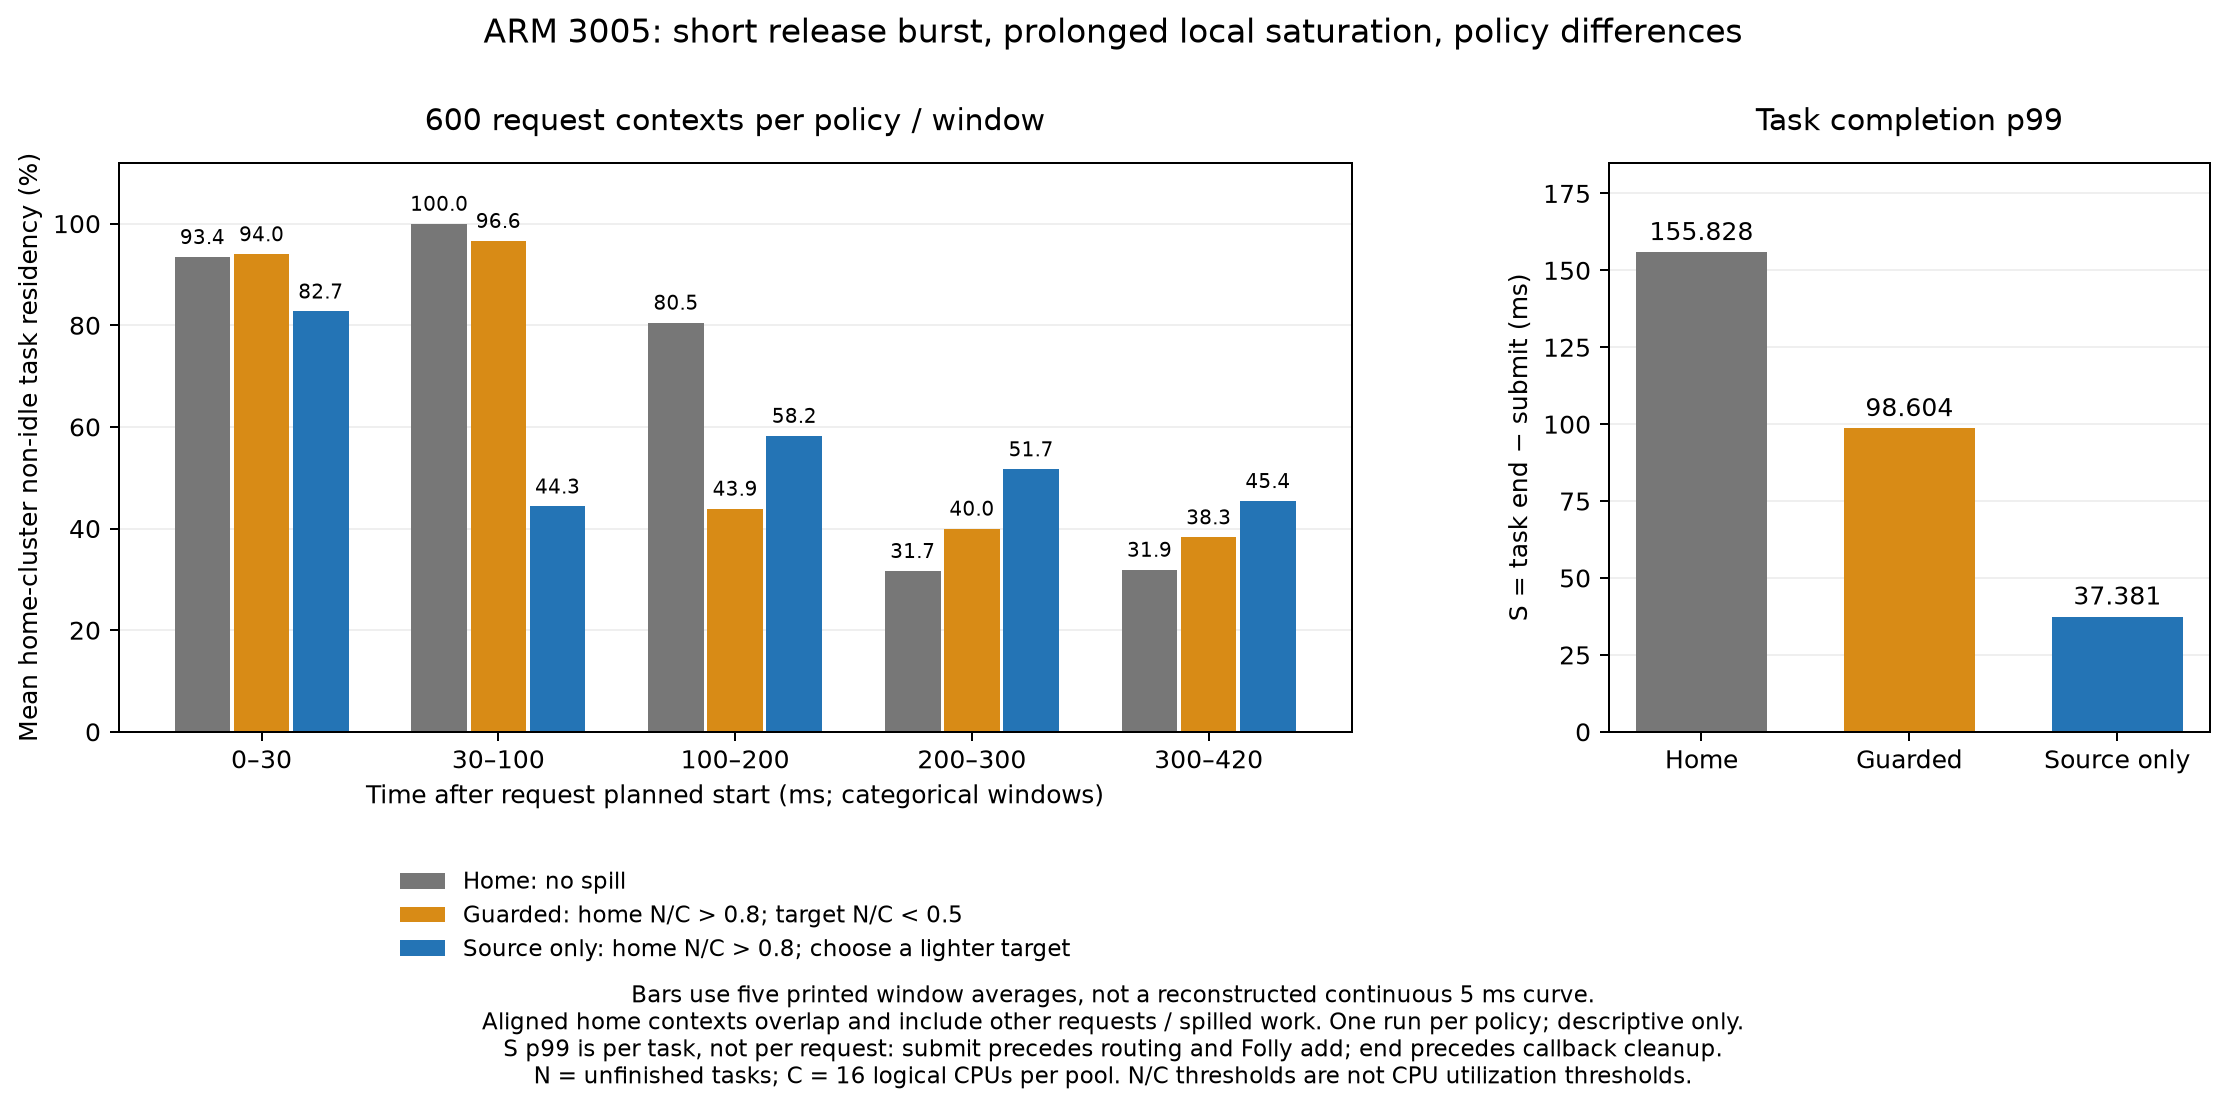 ARM 3005: short release burst, prolonged local saturation, policy differences
600 request contexts per policy / window
Mean home-cluster non-idle task residency (%)
100
80
60
40
20
0
93.4
94.0
82.7
100.0
96.6
44.3
80.5
43.9
58.2
31.7
40.0
51.7
31.9
38.3
45.4
0–30
30–100
100–200
200–300
300–420
Time after request planned start (ms; categorical windows)
Task completion p99
S = task end − submit (ms)
175
150
125
100
75
50
25
0
155.828
98.604
37.381
Home
Guarded
Source only
Home: no spill
Guarded: home N/C > 0.8; target N/C < 0.5
Source only: home N/C > 0.8; choose a lighter target
Bars use five printed window averages, not a reconstructed continuous 5 ms curve.
Aligned home contexts overlap and include other requests / spilled work. One run per policy; descriptive only.
S p99 is per task, not per request: submit precedes routing and Folly add; end precedes callback cleanup.
N = unfinished tasks; C = 16 logical CPUs per pool. N/C thresholds are not CPU utilization thresholds.